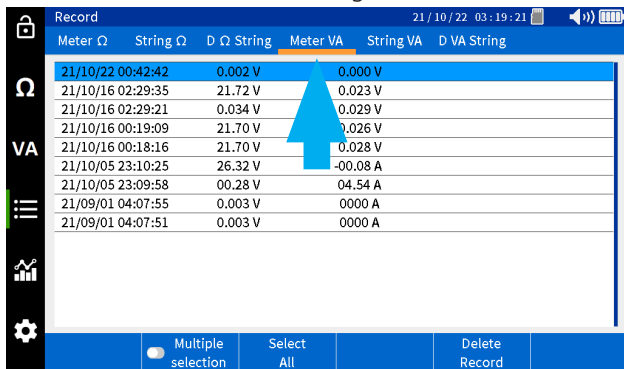 Record 21/10/22 03:19:21
Meter Ω String Ω D Ω String Meter VA String VA D VA String
21/10/22 00:42:42 0.002 V 0.000 V
21/10/16 02:29:35 21.72 V 0.023 V
21/10/16 02:29:21 0.034 V 0.029 V
21/10/16 00:19:09 21.70 V 0.026 V
21/10/16 00:18:16 21.70 V 0.028 V
21/10/05 23:10:25 26.32 V -00.08 A
21/10/05 23:09:58 00.28 V 04.54 A
21/09/01 04:07:55 0.003 V 0000 A
21/09/01 04:07:51 0.003 V 0000 A
Ω
VA
Multiple selection Select All Delete Record